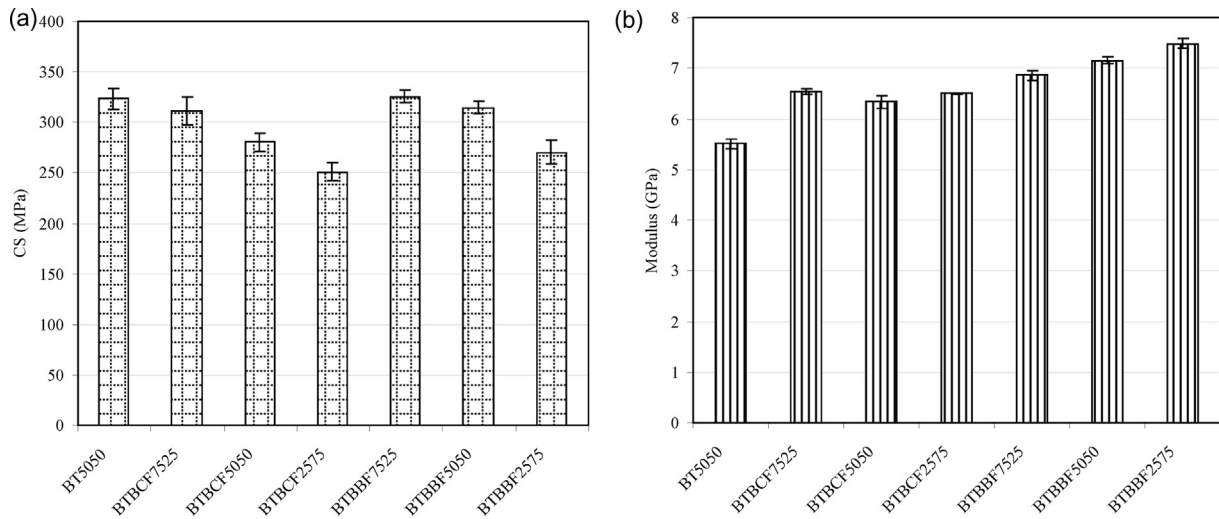 (a)
400
350
300
250
200
150
100
50
0
CS (MPa)
BT5050
BTBCF7525
BTBCF5050
BTBCF2575
BTBBF7525
BTBBF5050
BTBBF2575
(b)
8
7
6
5
4
3
2
1
0
Modulus (GPa)
BT5050
BTBCF7525
BTBCF5050
BTBCF2575
BTBBF7525
BTBBF5050
BTBBF2575